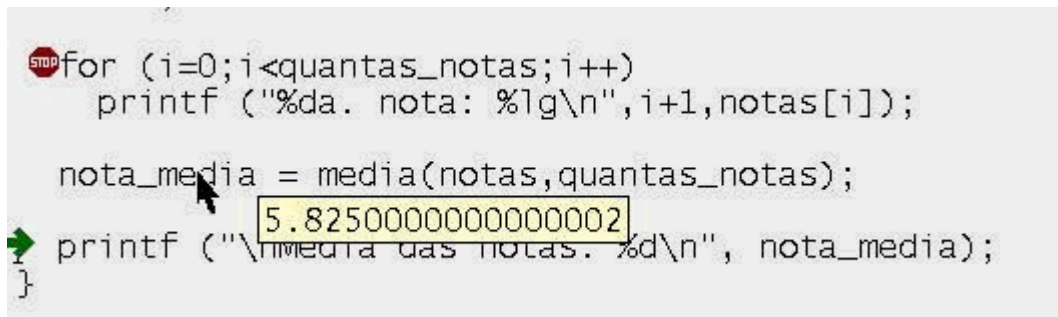 STOP for (i=0;i<quantas_notas;i++)
printf ("%da. nota: %lg\n",i+1,notas[i]);
nota_media = media(notas,quantas_notas);
5.8250000000000002
printf ("\nMedia das notas: %d\n", nota_media);
}